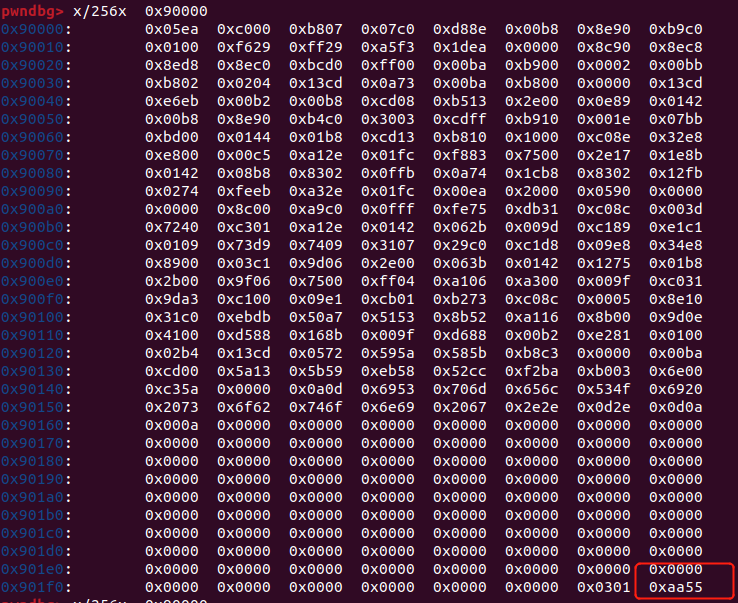 pwndbg> x/256x 0x90000
0x90000: 0x05ea 0xc000 0xb807 0x07c0 0xd88e 0x00b8 0x8e90 0xb9c0
0x90010: 0x0100 0xf629 0xff29 0xa5f3 0x1dea 0x0000 0x8c90 0x8ec8
0x90020: 0x8ed8 0x8ec0 0xbcd0 0xff00 0x00ba 0xb900 0x0002 0x00bb
0x90030: 0xb802 0x0204 0x13cd 0x0a73 0x00ba 0xb800 0x0000 0x13cd
0x90040: 0xe6eb 0x00b2 0x00b8 0xcd08 0xb513 0x2e00 0x0e89 0x0142
0x90050: 0x00b8 0x8e90 0xb4c0 0x3003 0xcdff 0xb910 0x001e 0x07bb
0x90060: 0xbd00 0x0144 0x01b8 0xcd13 0xb810 0x1000 0xc08e 0x32e8
0x90070: 0xe800 0x00c5 0xa12e 0x01fc 0xf883 0x7500 0x2e17 0x1e8b
0x90080: 0x0142 0x08b8 0x8302 0x0ffb 0x0a74 0x1cb8 0x8302 0x12fb
0x90090: 0x0274 0xfeeb 0xa32e 0x01fc 0x00ea 0x2000 0x0590 0x0000
0x900a0: 0x0000 0x8c00 0xa9c0 0x0fff 0xfe75 0xdb31 0xc08c 0x003d
0x900b0: 0x7240 0xc301 0xa12e 0x0142 0x062b 0x009d 0xc189 0xe1c1
0x900c0: 0x0109 0x73d9 0x7409 0x3107 0x29c0 0xc1d8 0x09e8 0x34e8
0x900d0: 0x8900 0x03c1 0x9d06 0x2e00 0x063b 0x0142 0x1275 0x01b8
0x900e0: 0x2b00 0x9f06 0x7500 0xff04 0xa106 0xa300 0x009f 0xc031
0x900f0: 0x9da3 0xc100 0x09e1 0xcb01 0xb273 0xc08c 0x0005 0x8e10
0x90100: 0x31c0 0xebdb 0x50a7 0x5153 0x8b52 0xa116 0x8b00 0x9d0e
0x90110: 0x4100 0xd588 0x168b 0x009f 0xd688 0x00b2 0xe281 0x0100
0x90120: 0x02b4 0x13cd 0x0572 0x595a 0x585b 0xb8c3 0x0000 0x00ba
0x90130: 0xcd00 0x5a13 0x5b59 0xeb58 0x52cc 0xf2ba 0xb003 0x6e00
0x90140: 0xc35a 0x0000 0x0a0d 0x6953 0x706d 0x656c 0x534f 0x6920
0x90150: 0x2073 0x6f62 0x746f 0x6e69 0x2067 0x2e2e 0x0d2e 0x0d0a
0x90160: 0x000a 0x0000 0x0000 0x0000 0x0000 0x0000 0x0000 0x0000
0x90170: 0x0000 0x0000 0x0000 0x0000 0x0000 0x0000 0x0000 0x0000
0x90180: 0x0000 0x0000 0x0000 0x0000 0x0000 0x0000 0x0000 0x0000
0x90190: 0x0000 0x0000 0x0000 0x0000 0x0000 0x0000 0x0000 0x0000
0x901a0: 0x0000 0x0000 0x0000 0x0000 0x0000 0x0000 0x0000 0x0000
0x901b0: 0x0000 0x0000 0x0000 0x0000 0x0000 0x0000 0x0000 0x0000
0x901c0: 0x0000 0x0000 0x0000 0x0000 0x0000 0x0000 0x0000 0x0000
0x901d0: 0x0000 0x0000 0x0000 0x0000 0x0000 0x0000 0x0000 0x0000
0x901e0: 0x0000 0x0000 0x0000 0x0000 0x0000 0x0000 0x0000 0x0000
0x901f0: 0x0000 0x0000 0x0000 0x0000 0x0000 0x0000 0x0301 0xaa55
x/256x 0x90000